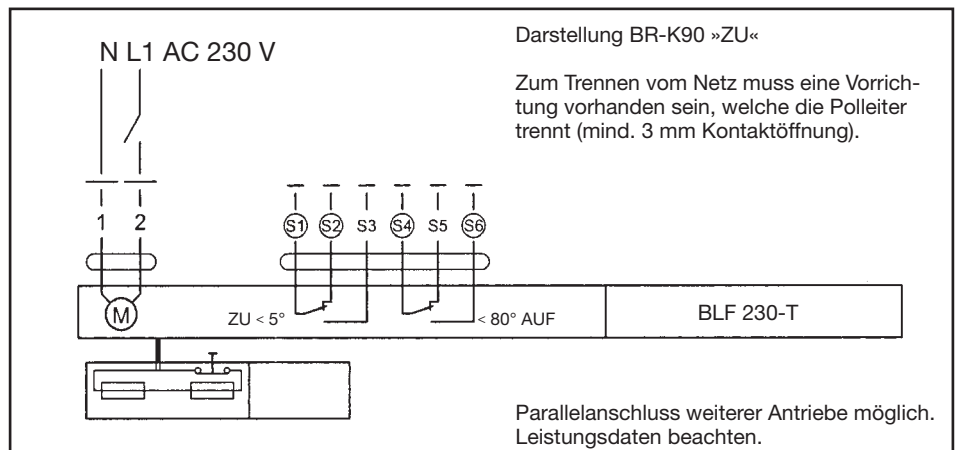 Darstellung BR-K90 »ZU«
N L1 AC 230 V
Zum Trennen vom Netz muss eine Vorrich-
tung vorhanden sein, welche die Polleiter
trennt (mind. 3 mm Kontaktöffnung).
1 2 S1 S2 S3 S4 S5 S6
M ZU < 5° < 80° AUF BLF 230-T
Parallelanschluss weiterer Antriebe möglich.
Leistungsdaten beachten.